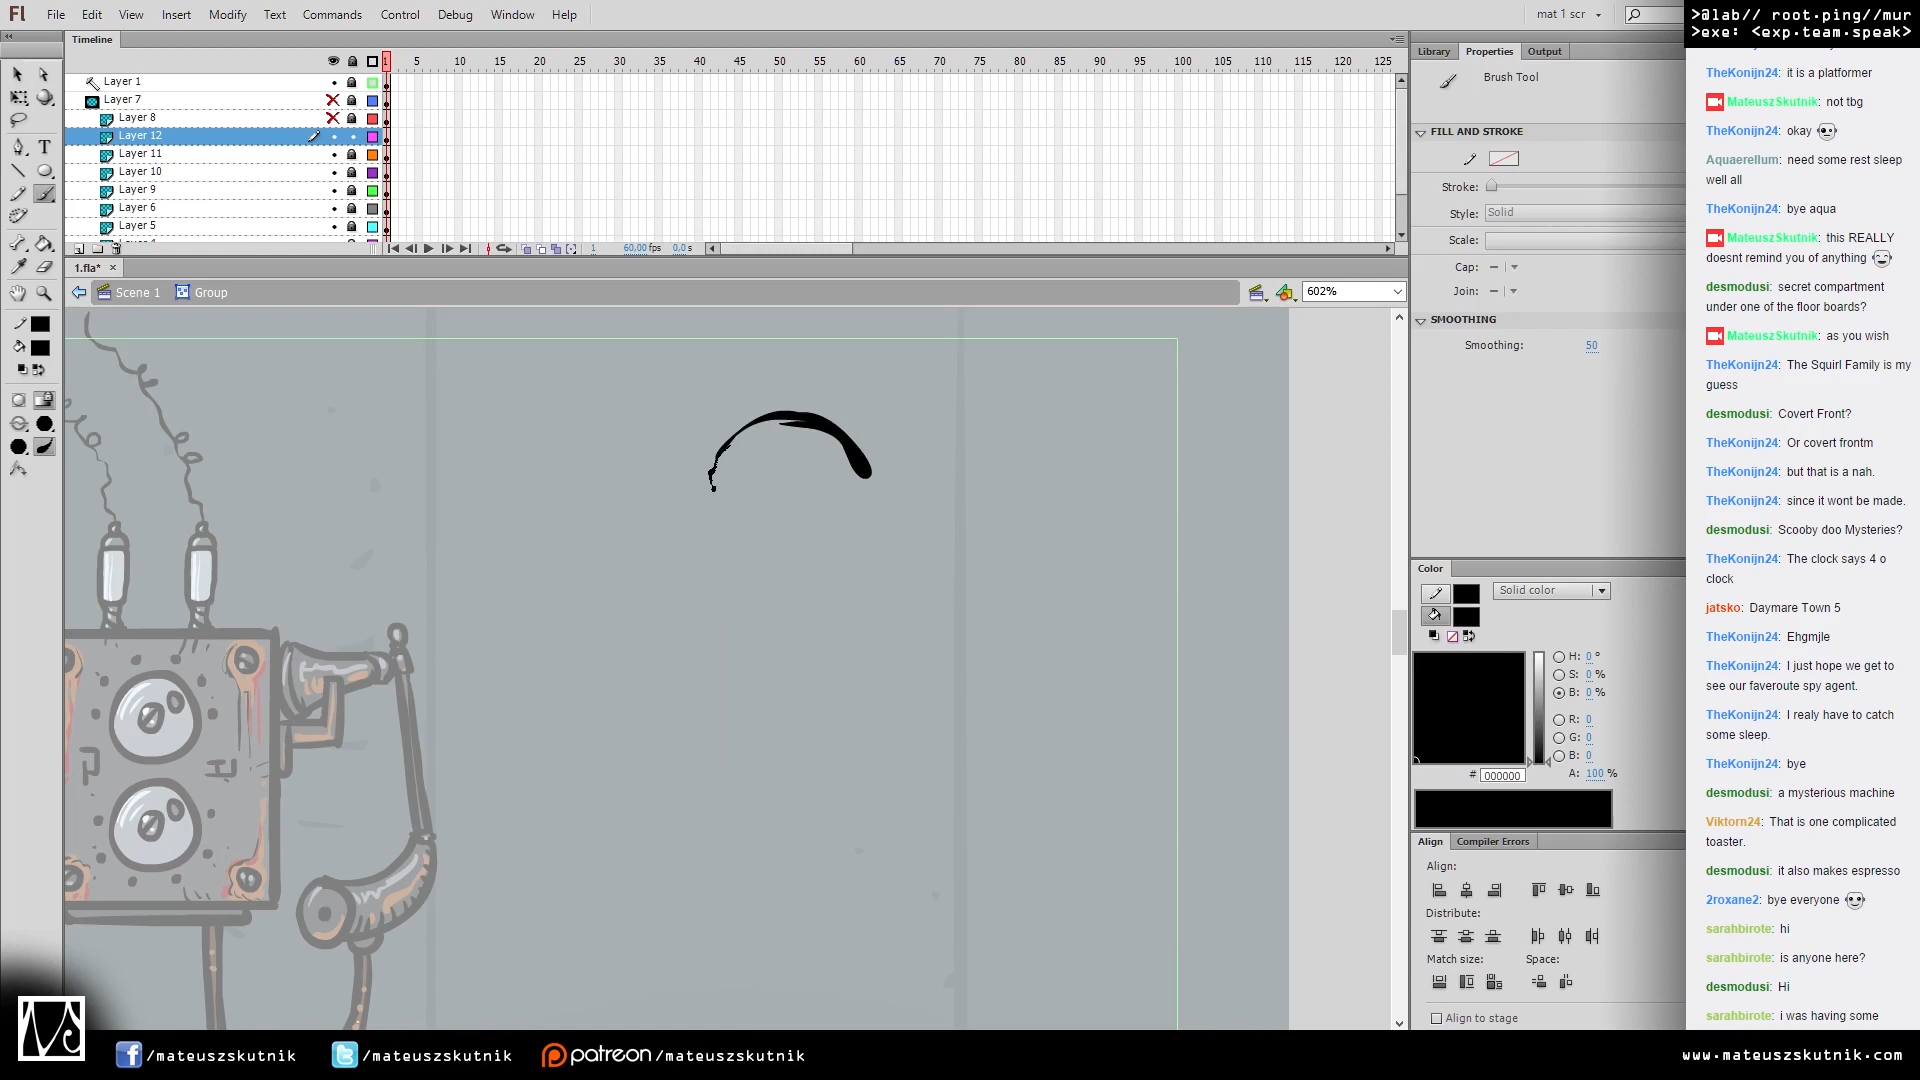 Fl File Edit View Insert Modify Text Commands Control Debug Window Help
mat 1 scr
>@lab// root.ping//mur
>exe: <exp.team.speak>
Timeline
1 5 10 15 20 25 30 35 40 45 50 55 60 65 70 75 80 85 90 95 100 105 110 115 120 125
Layer 1
Layer 7
Layer 8
Layer 12
Layer 11
Layer 10
Layer 9
Layer 6
Layer 5
1 60,00 fps 0,0 s
1.fla*
Scene 1 Group
602%
Library Properties Output
Brush Tool
FILL AND STROKE
Stroke:
Style: Solid
Scale:
Cap:
Join:
SMOOTHING
Smoothing: 50
Color
Solid color
H: 0 °
S: 0 %
B: 0 %
R: 0
G: 0
B: 0
# 000000
A: 100 %
Align Compiler Errors
Align:
Distribute:
Match size: Space:
Align to stage
TheKonijn24: it is a platformer
MateuszSkutnik: not tbg
TheKonijn24: okay
Aquaerellum: need some rest sleep
well all
TheKonijn24: bye aqua
MateuszSkutnik: this REALLY
doesnt remind you of anything
desmodusi: secret compartment
under one of the floor boards?
MateuszSkutnik: as you wish
TheKonijn24: The Squirl Family is my
guess
desmodusi: Covert Front?
TheKonijn24: Or covert frontm
TheKonijn24: but that is a nah.
TheKonijn24: since it wont be made.
desmodusi: Scooby doo Mysteries?
TheKonijn24: The clock says 4 o
clock
jatsko: Daymare Town 5
TheKonijn24: Ehgmjle
TheKonijn24: I just hope we get to
see our faveroute spy agent.
TheKonijn24: I realy have to catch
some sleep.
TheKonijn24: bye
desmodusi: a mysterious machine
Viktorn24: That is one complicated
toaster.
desmodusi: it also makes espresso
2roxane2: bye everyone
sarahbirote: hi
sarahbirote: is anyone here?
desmodusi: Hi
sarahbirote: i was having some
/mateuszskutnik /mateuszskutnik patreon/mateuszskutnik
www.mateuszskutnik.com